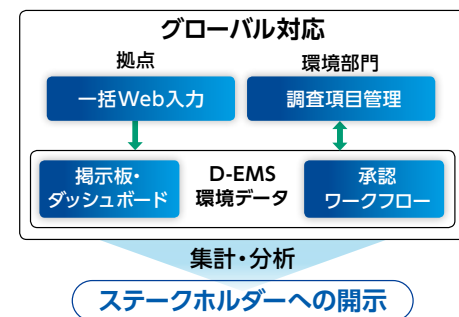 グローバル対応
拠点
環境部門
一括Web入力
調査項目管理
掲示板・
ダッシュボード
D-EMS
環境データ
承認
ワークフロー
集計・分析
ステークホルダーへの開示